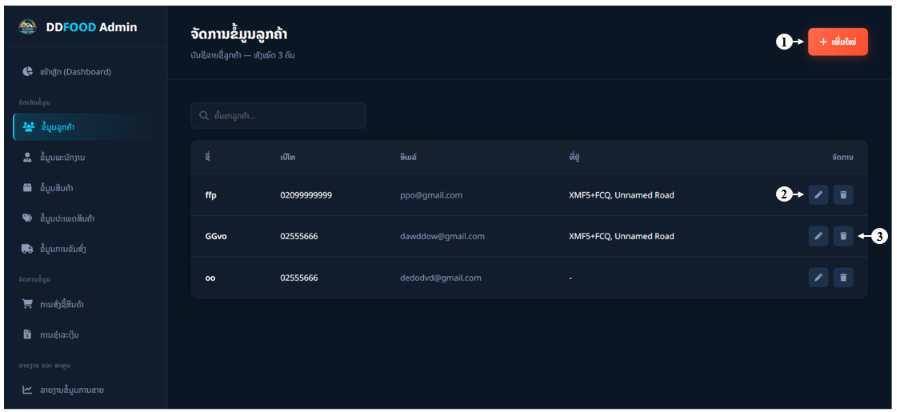 DDFOOD Admin
ໜ້າຫຼັກ (Dashboard)
ຈັດການຂໍ້ມູນ
ຂໍ້ມູນລູກຄ້າ
ຂໍ້ມູນພະນັກງານ
ຂໍ້ມູນສິນຄ້າ
ຂໍ້ມູນປະເພດສິນຄ້າ
ຂໍ້ມູນການຂົນສົ່ງ
ຈັດການຂໍ້ມູນ
ການສັ່ງຊື້ສິນຄ້າ
ການຊຳລະເງິນ
ລາຍງານ ແລະ ສະຫຼຸບ
ລາຍງານຂໍ້ມູນການຂາຍ
ຈັດການຂໍ້ມູນລູກຄ້າ
ບັນຊີລາຍຊື່ລູກຄ້າ — ທັງໝົດ 3 ຄົນ
1
+ ເພີ່ມໃໝ່
ຄົ້ນຫາລູກຄ້າ...
ຊື່ ເບີໂທ ອີເມລ໌ ທີ່ຢູ່ ຈັດການ
ffp 02099999999 ppo@gmail.com XMF5+FCQ, Unnamed Road 2
GGvo 02555666 dawddow@gmail.com XMF5+FCQ, Unnamed Road 3
oo 02555666 dedodvd@gmail.com -